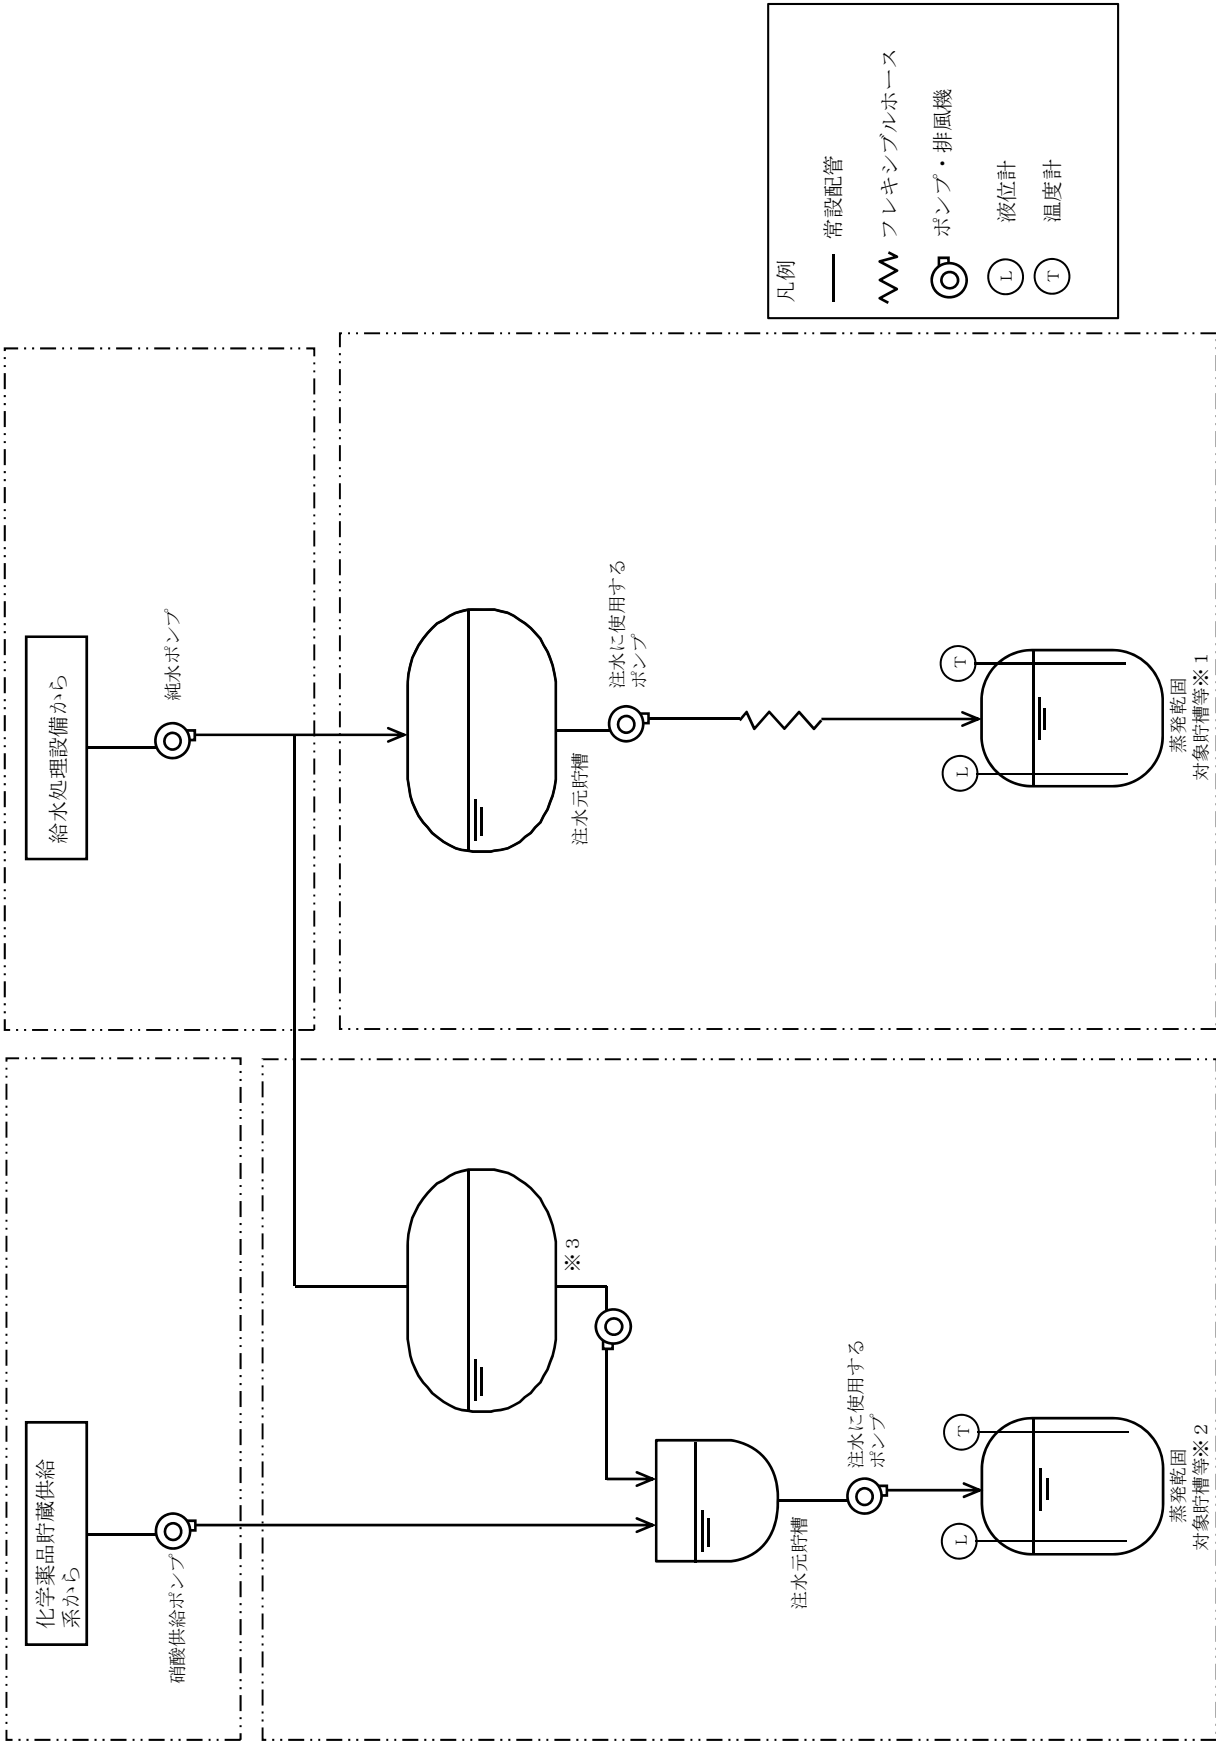 化学薬品貯蔵供給
系から
硝酸供給ポンプ
給水処理設備から
純水ポンプ
※3
注水元貯槽
注水に使用する
ポンプ
L
T
蒸発乾固
対象貯槽等※2
注水元貯槽
注水に使用する
ポンプ
L
T
蒸発乾固
対象貯槽等※1
凡例
常設配管
フレキシブルホース
ポンプ・排風機
L 液位計
T 温度計